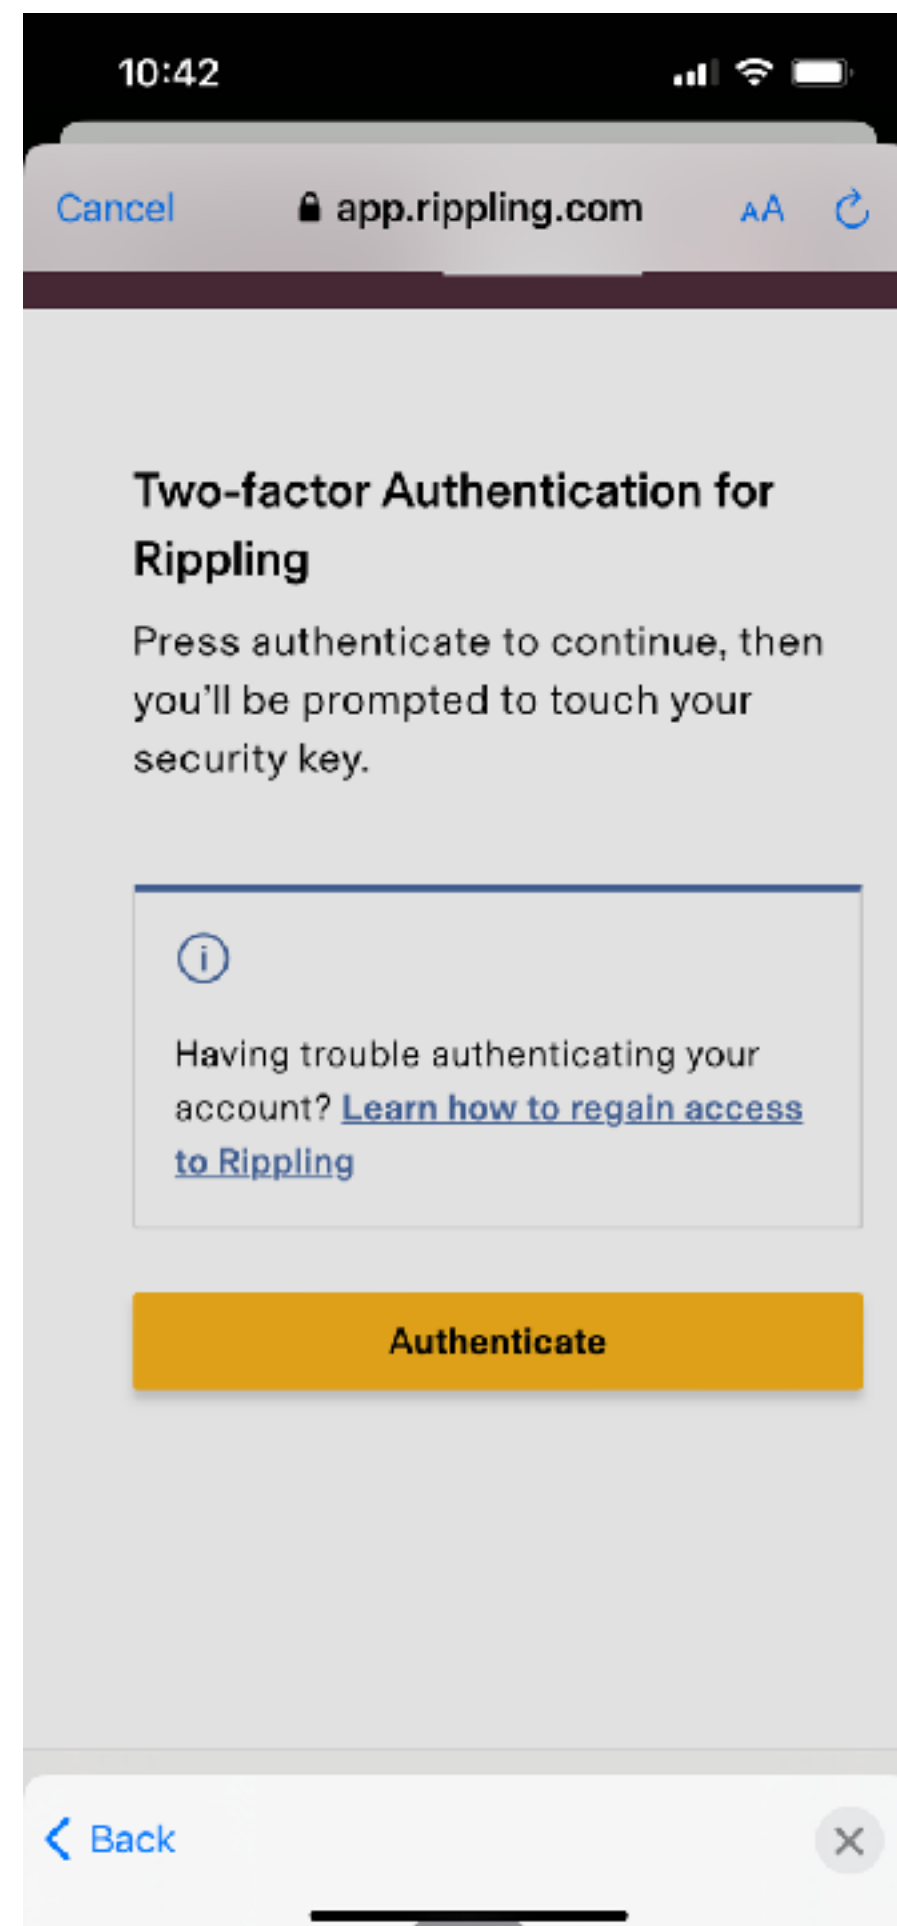 10:42
Cancel app.rippling.com AA
Two-factor Authentication for
Rippling
Press authenticate to continue, then
you'll be prompted to touch your
security key.
i
Having trouble authenticating your
account? Learn how to regain access
to Rippling
Authenticate
Back